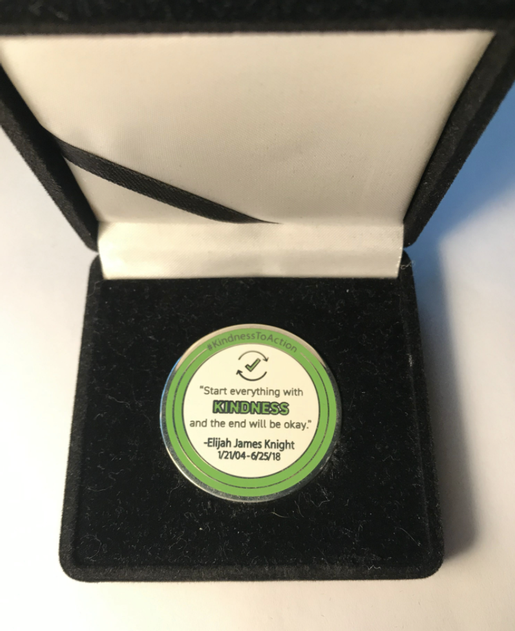 #KindnessToAction
"Start everything with
KINDNESS
and the end will be okay."
-Elijah James Knight
1/21/04-6/25/18